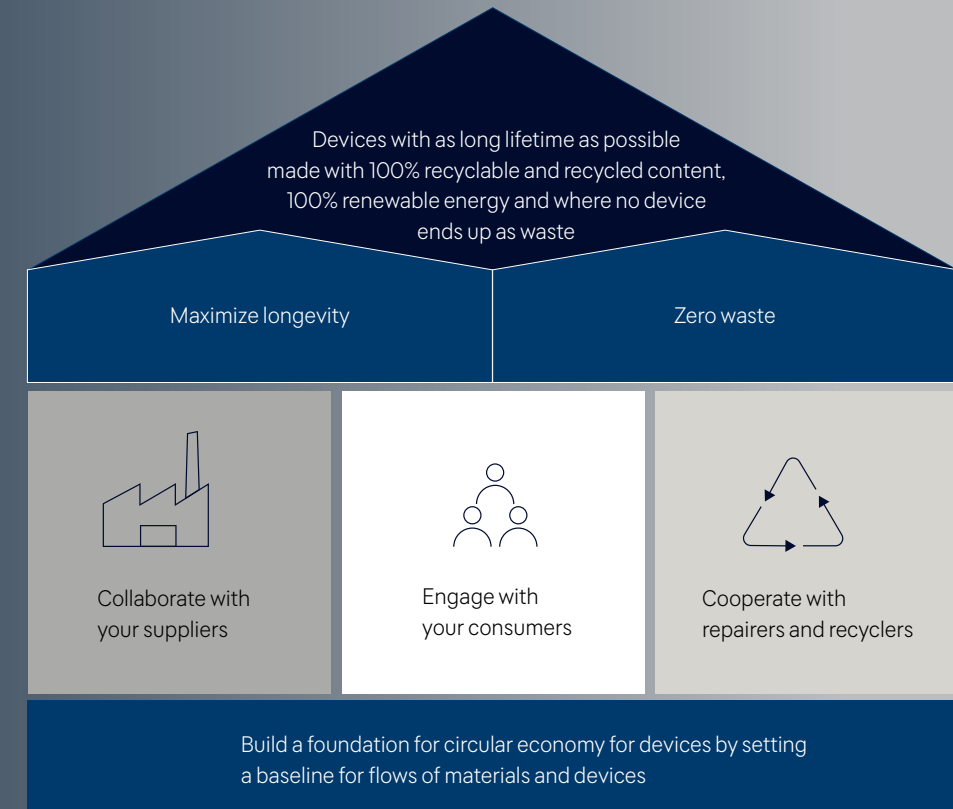 Devices with as long lifetime as possible
made with 100% recyclable and recycled content,
100% renewable energy and where no device
ends up as waste
Maximize longevity
Zero waste
Collaborate with
your suppliers
Engage with
your consumers
Cooperate with
repairers and recyclers
Build a foundation for circular economy for devices by setting
a baseline for flows of materials and devices